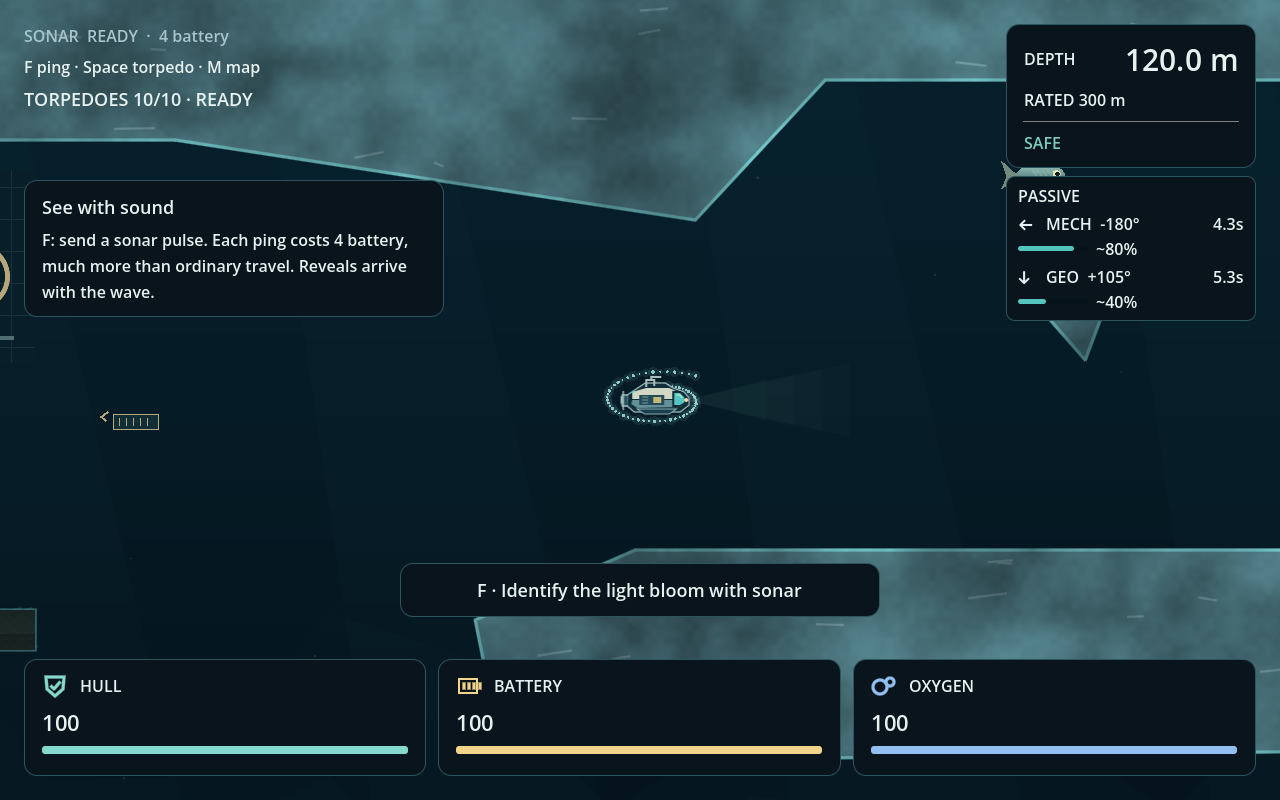 SONAR READY · 4 battery
F ping · Space torpedo · M map
TORPEDOES 10/10 · READY
DEPTH 120.0 m
RATED 300 m
SAFE
See with sound
F: send a sonar pulse. Each ping costs 4 battery,
much more than ordinary travel. Reveals arrive
with the wave.
PASSIVE
← MECH -180° 4.3s
~80%
↓ GEO +105° 5.3s
~40%
F · Identify the light bloom with sonar
HULL
100
BATTERY
100
OXYGEN
100